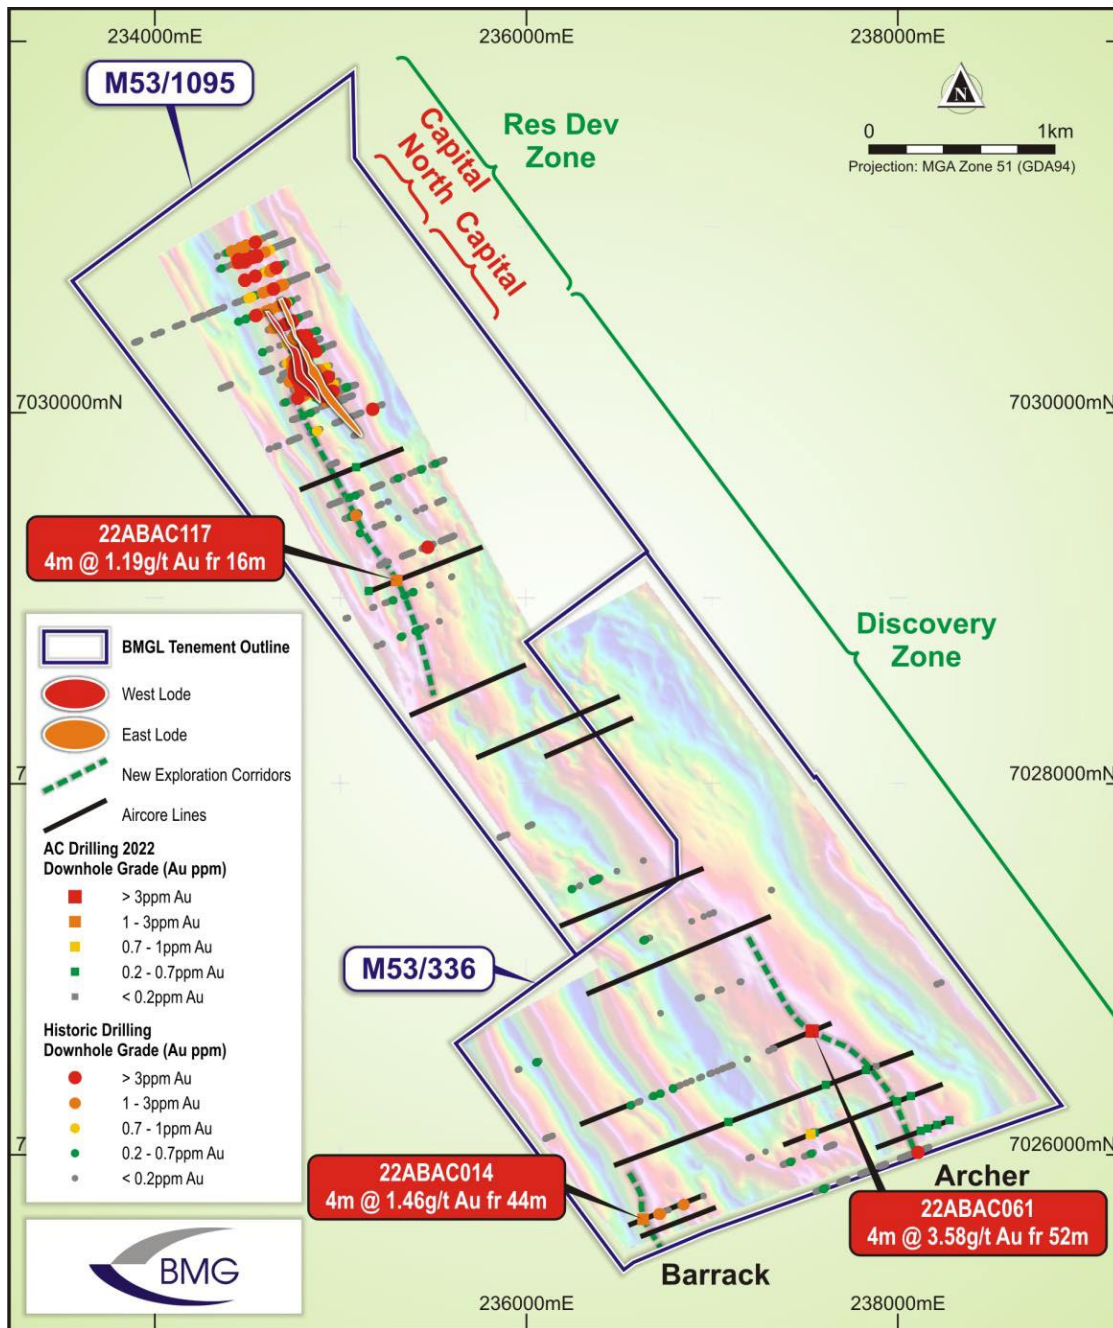 234000mE
236000mE
238000mE
M53/1095
Res Dev
Zone
Capital
North
Capital
N
0
1km
Projection: MGA Zone 51 (GDA94)
7030000mN
7030000mN
22ABAC117
4m @ 1.19g/t Au fr 16m
Discovery
Zone
BMGL Tenement Outline
West Lode
East Lode
New Exploration Corridors
Aircore Lines
AC Drilling 2022
Downhole Grade (Au ppm)
> 3ppm Au
1 - 3ppm Au
0.7 - 1ppm Au
0.2 - 0.7ppm Au
< 0.2ppm Au
Historic Drilling
Downhole Grade (Au ppm)
> 3ppm Au
1 - 3ppm Au
0.7 - 1ppm Au
0.2 - 0.7ppm Au
< 0.2ppm Au
7
7028000mN
M53/336
7
7026000mN
22ABAC014
4m @ 1.46g/t Au fr 44m
Archer
22ABAC061
4m @ 3.58g/t Au fr 52m
Barrack
BMG
236000mE
238000mE